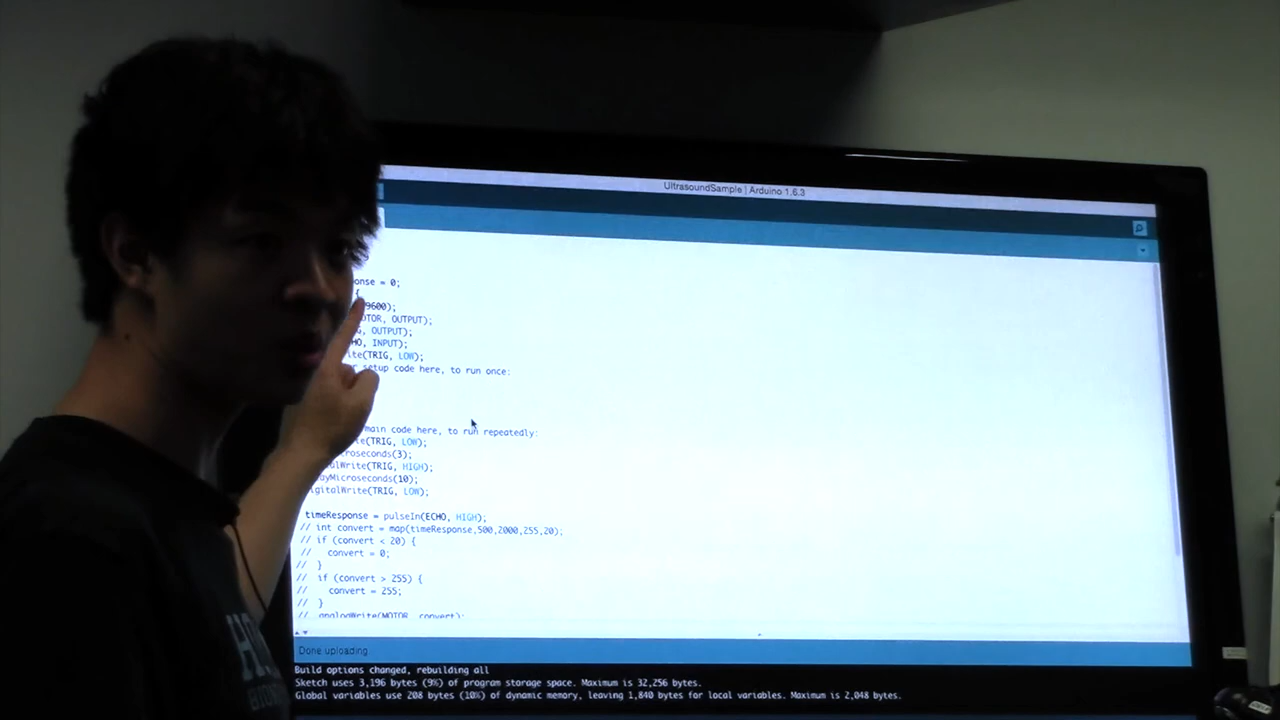 UltrasoundSample | Arduino 1.6.3
onse = 0;
{
9600);
OTOR, OUTPUT);
G, OUTPUT);
HO, INPUT);
ite(TRIG, LOW);
r setup code here, to run once:
main code here, to run repeatedly:
te(TRIG, LOW);
croseconds(3);
alWrite(TRIG, HIGH);
ayMicroseconds(10);
igitalWrite(TRIG, LOW);
timeResponse = pulseIn(ECHO, HIGH);
// int convert = map(timeResponse,500,2000,255,20);
// if (convert < 20) {
// convert = 0;
// }
// if (convert > 255) {
// convert = 255;
// }
// analogWrite(MOTOR, convert);
Done uploading
Build options changed, rebuilding all
Sketch uses 3,196 bytes (9%) of program storage space. Maximum is 32,256 bytes.
Global variables use 208 bytes (10%) of dynamic memory, leaving 1,840 bytes for local variables. Maximum is 2,048 bytes.